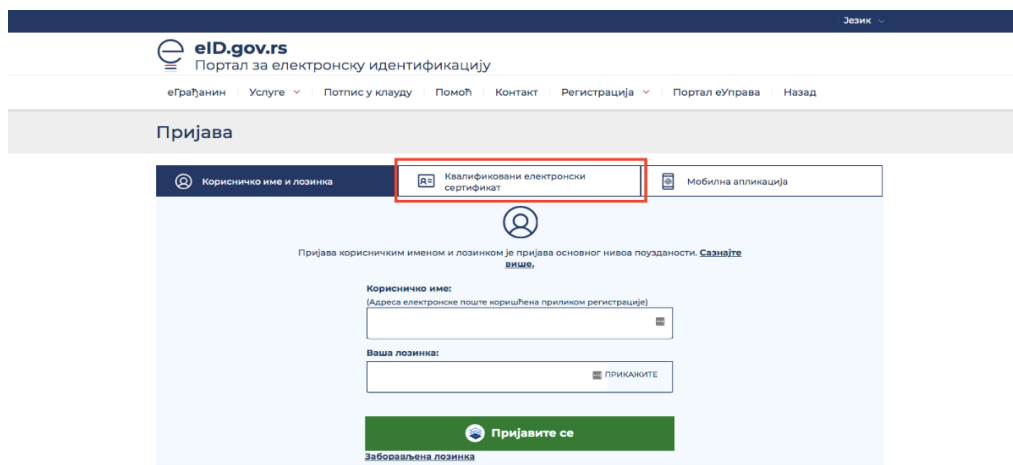 Језик
eID.gov.rs
Портал за електронску идентификацију
еГрађанин Услуге Потпис у клауду Помоћ Контакт Регистрација Портал еУправа Назад
Пријава
Корисничко име и лозинка
Квалификовани електронски
сертификат
Мобилна апликација
Пријава корисничким именом и лозинком је пријава основног нивоа поузданости. Сазнајте
више.
Корисничко име:
(Адреса електронске поште коришћена приликом регистрације)
Ваша лозинка:
ПРИКАЖИТЕ
Пријавите се
Заборављена лозинка